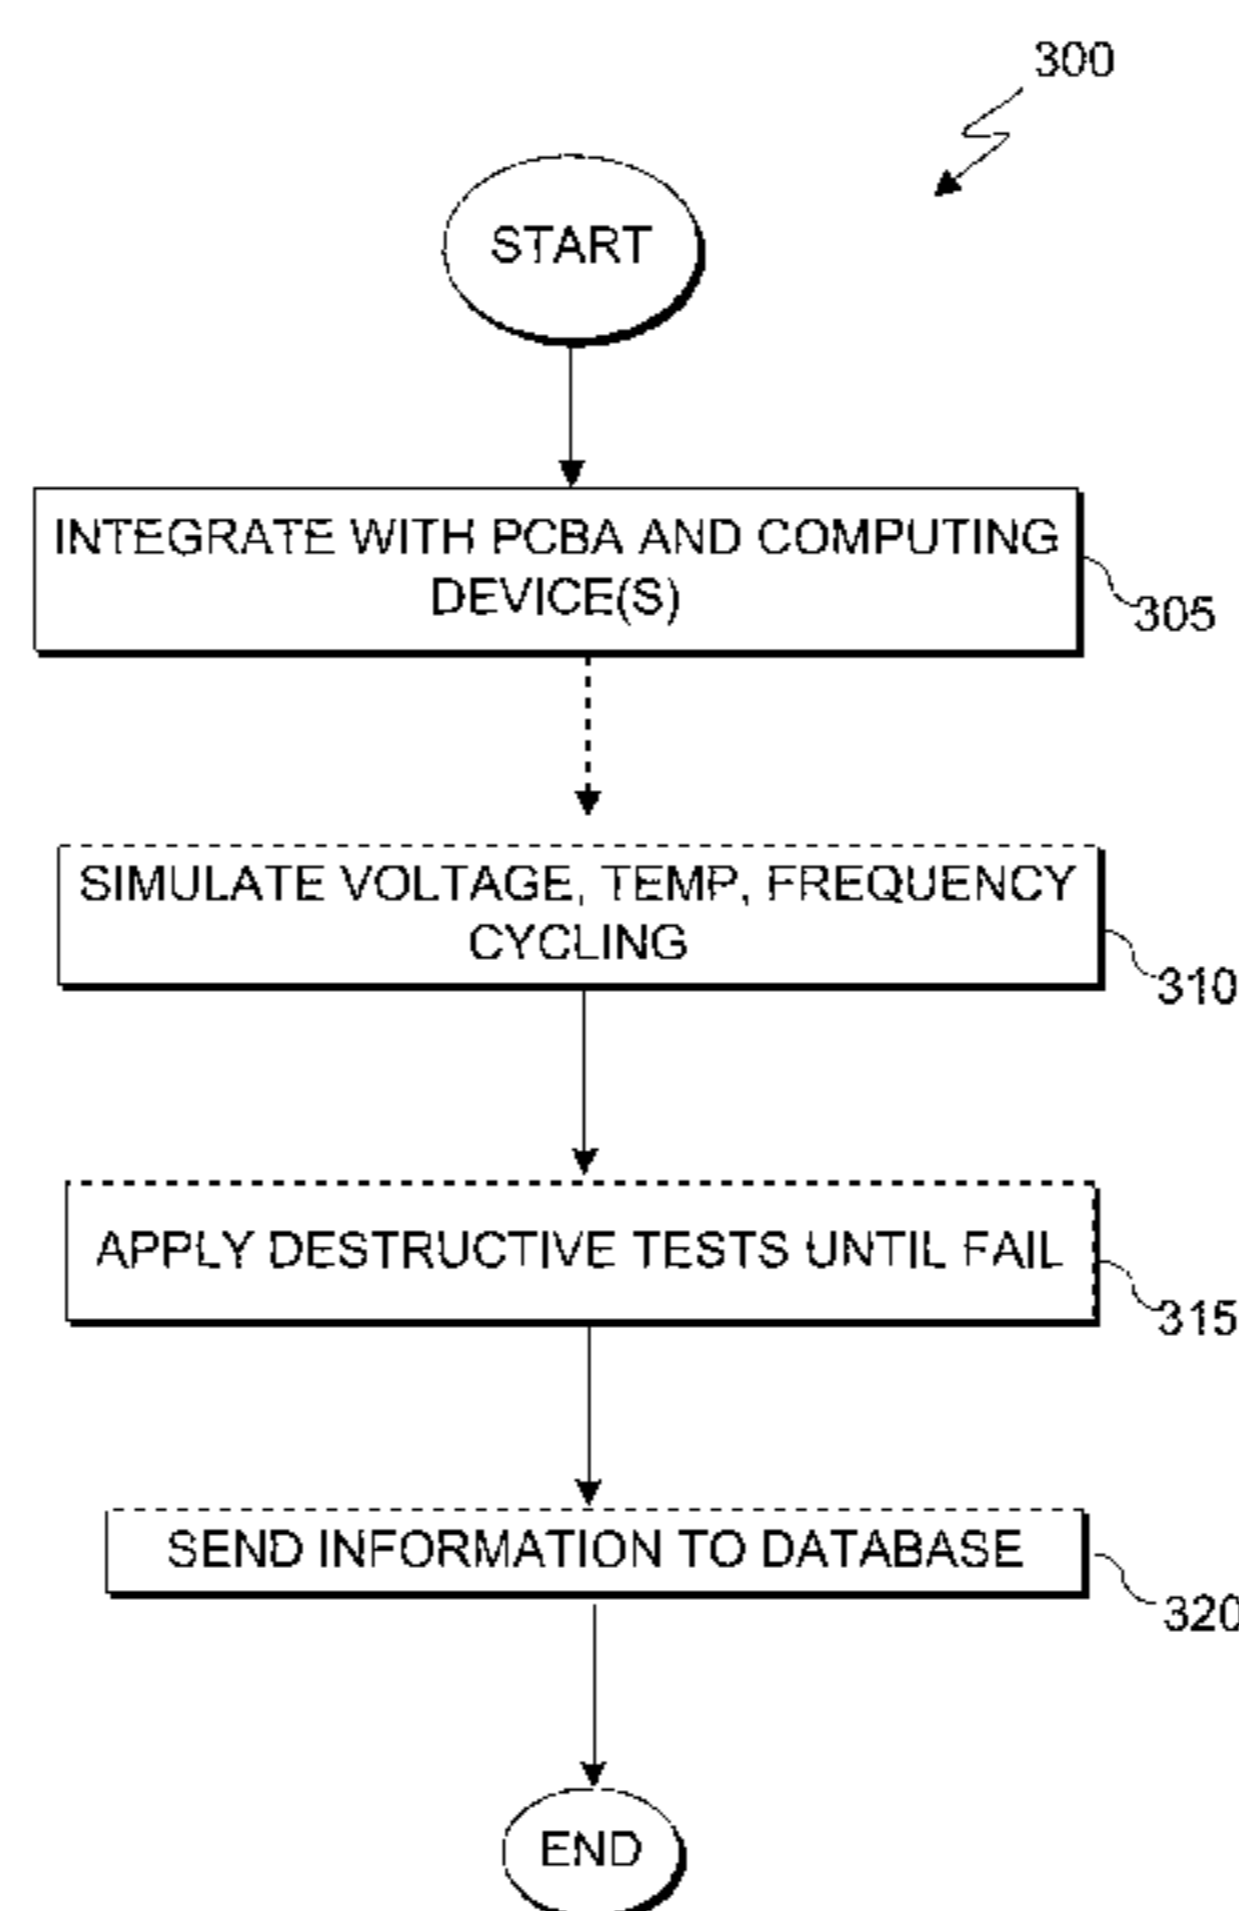 300
START
INTEGRATE WITH PCBA AND COMPUTING
DEVICE(S)
305
SIMULATE VOLTAGE, TEMP, FREQUENCY
CYCLING
310
APPLY DESTRUCTIVE TESTS UNTIL FAIL
315
SEND INFORMATION TO DATABASE
320
END